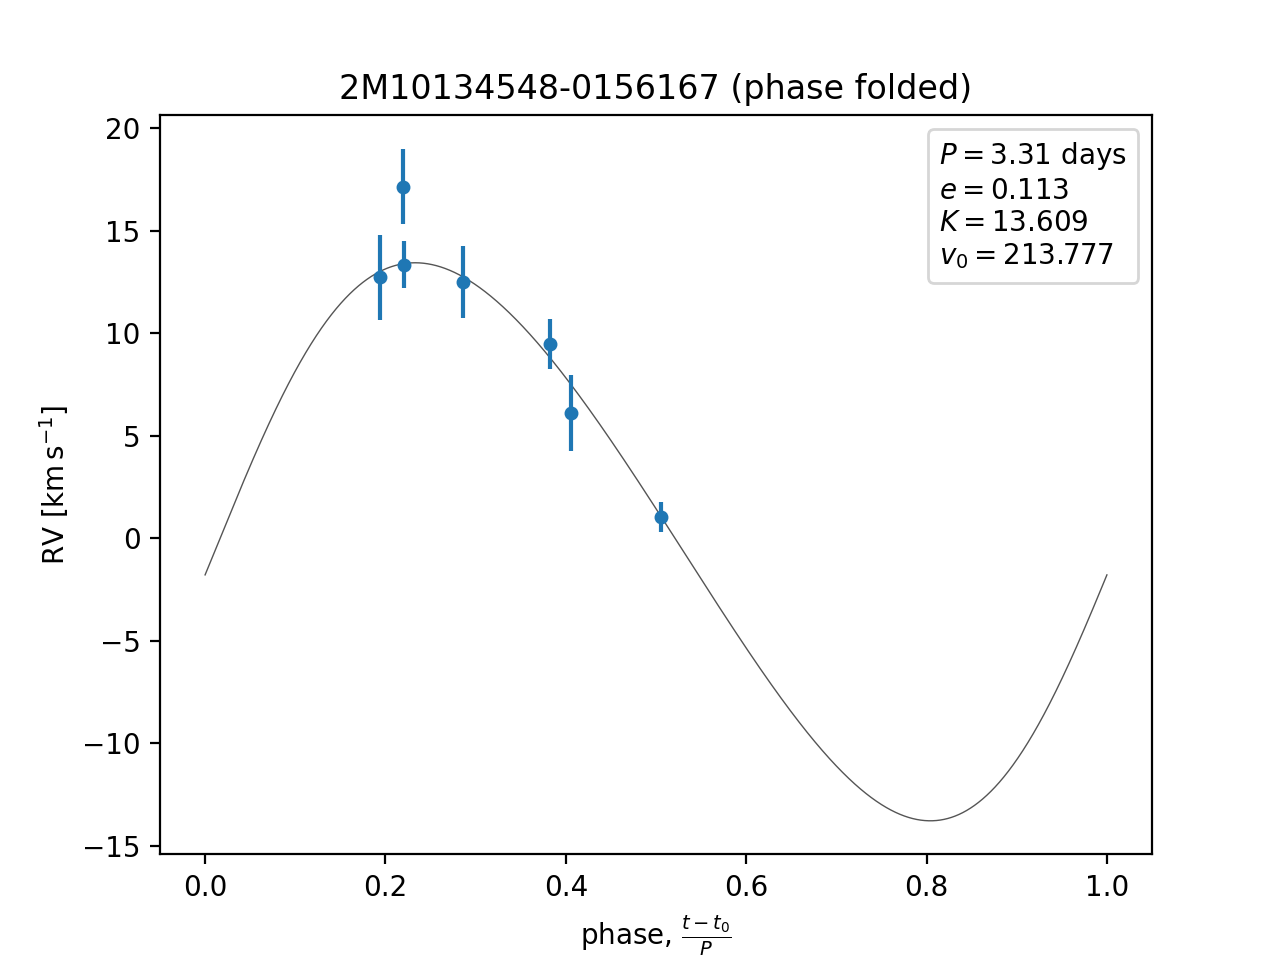 2M10134548-0156167 (phase folded)
P = 3.31 days
e = 0.113
K = 13.609
v₀ = 213.777
RV [km s⁻¹]
20
15
10
5
0
−5
−10
−15
0.0 0.2 0.4 0.6 0.8 1.0
phase, (t − t₀)/P